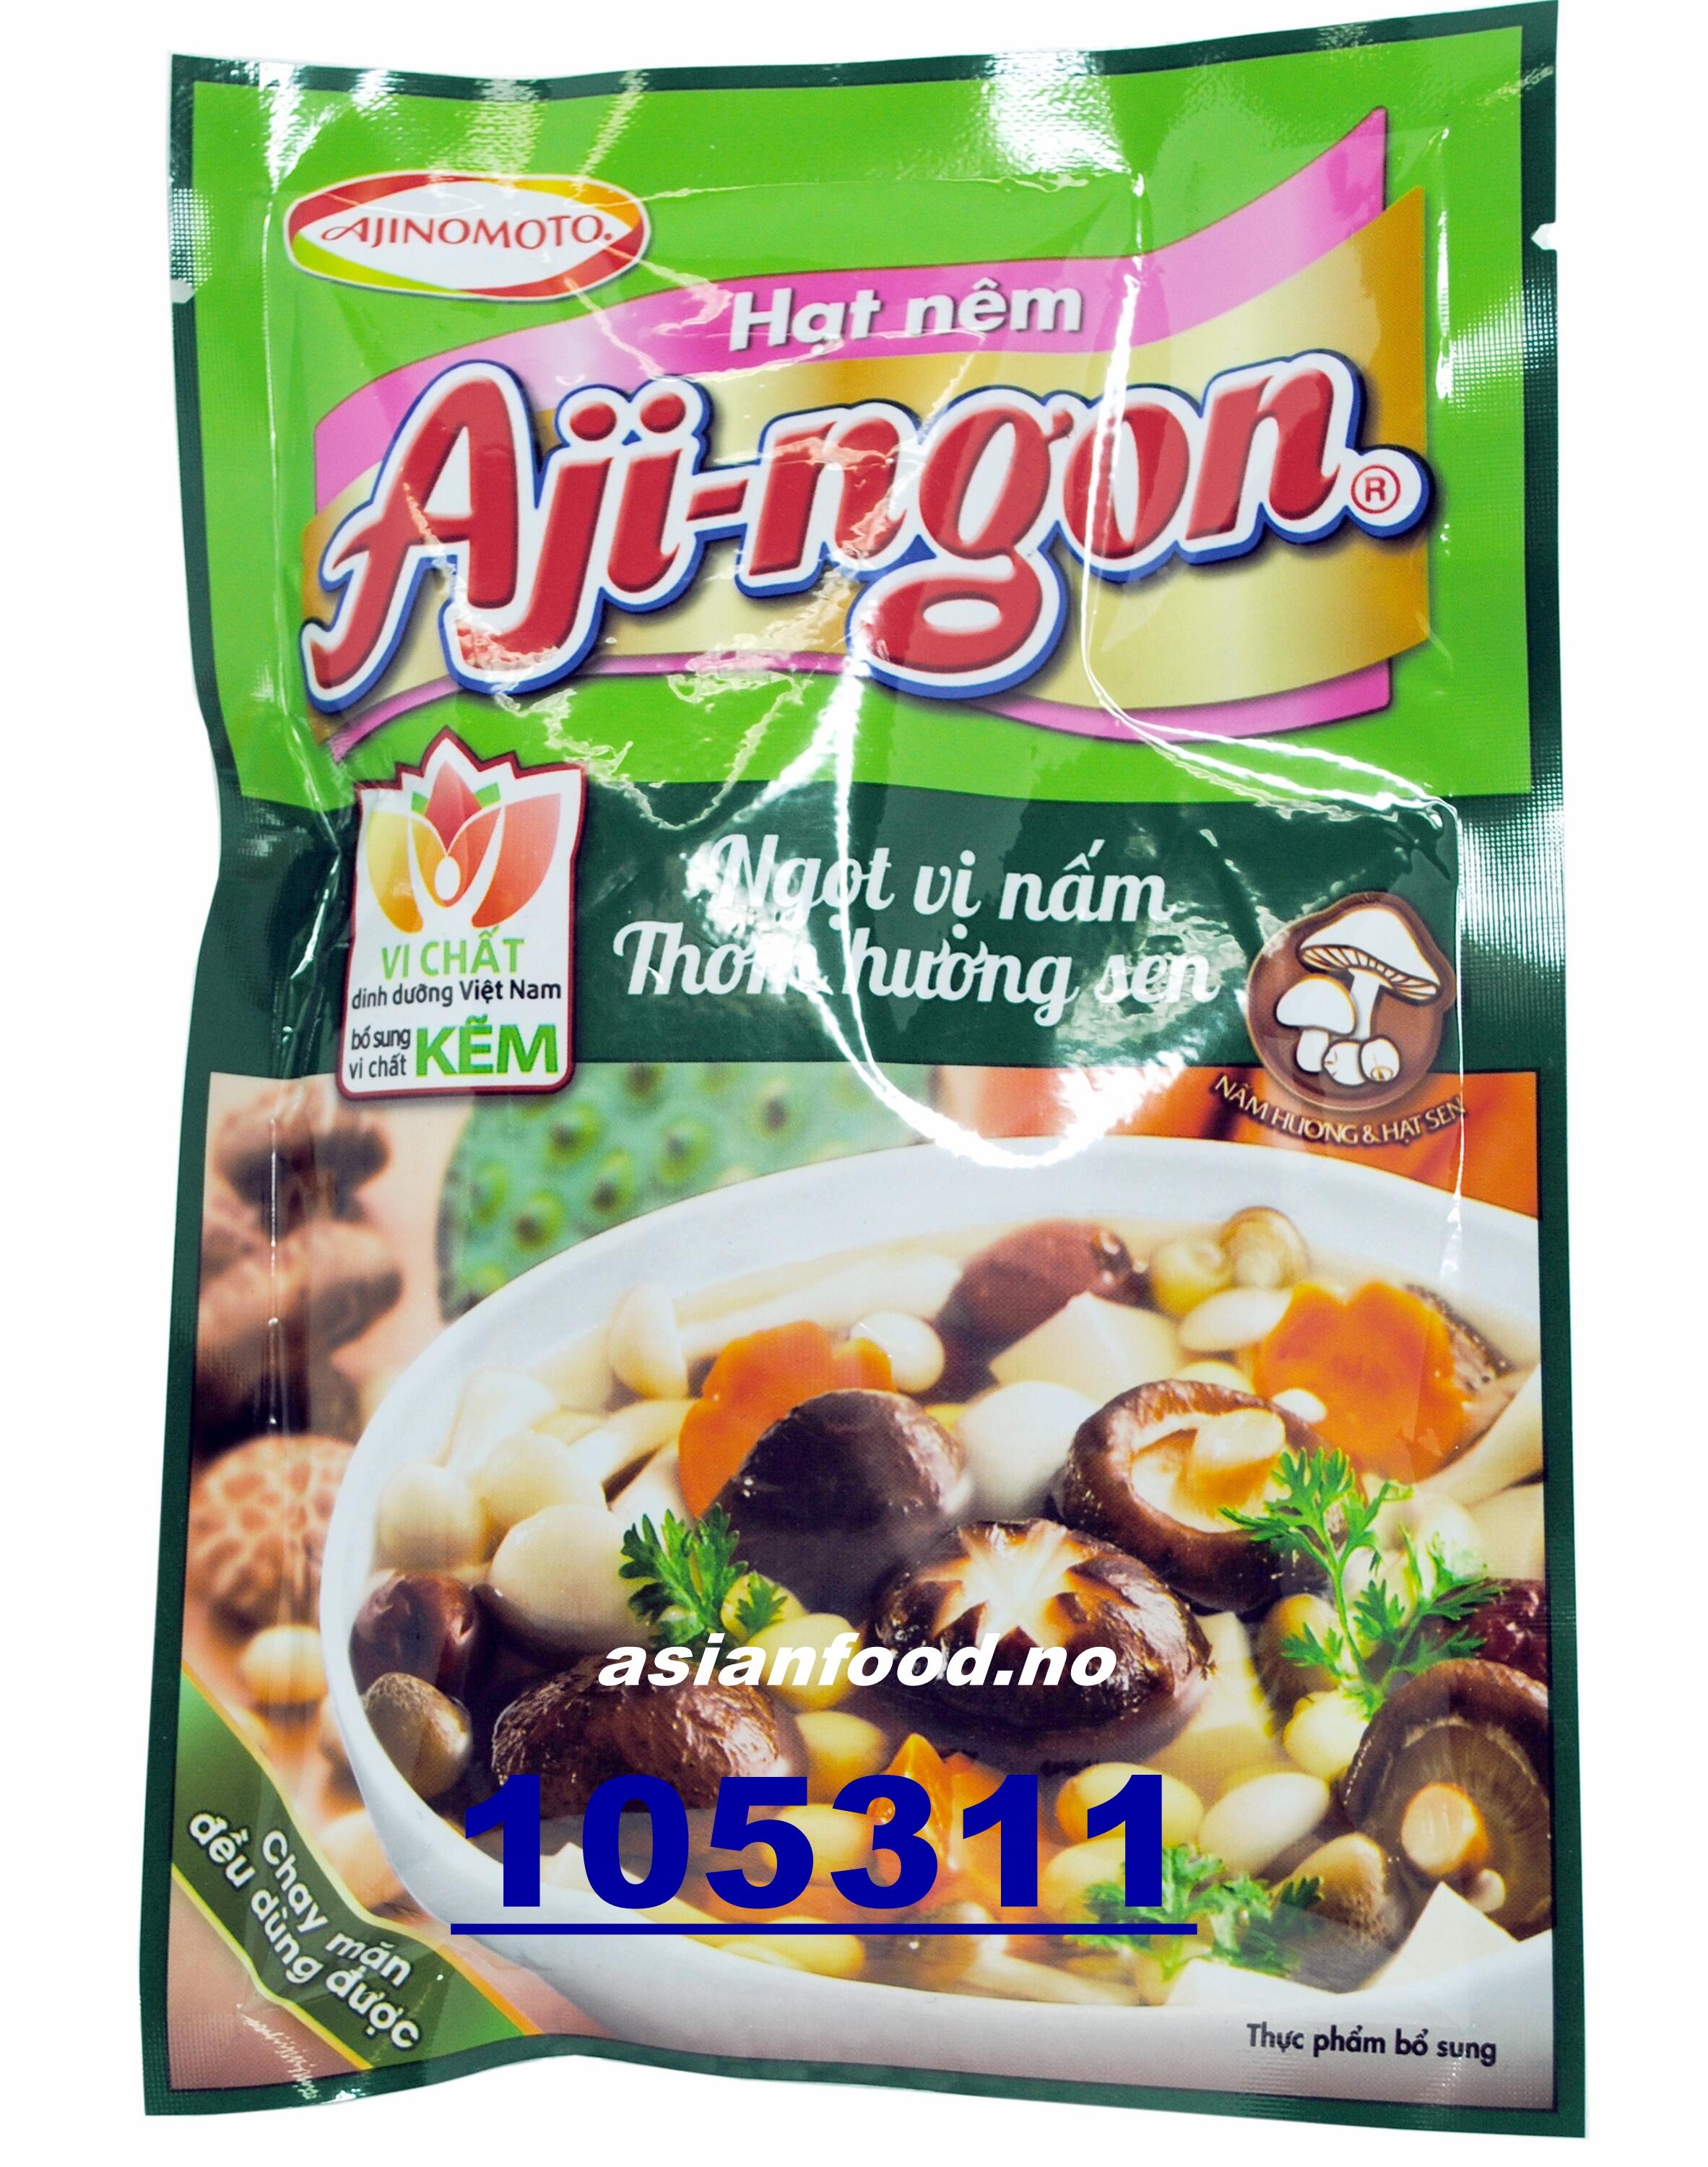 AJINOMOTO®
Hạt nêm
Aji-ngon®
Ngọt vị nấm
Thơm hương sen
VI CHẤT
dinh dưỡng Việt Nam
bổ sung
vi chất KẼM
NẤM HƯƠNG & HẠT SEN
asianfood.no
105311
Chay mặn
đều dùng được
Thực phẩm bổ sung